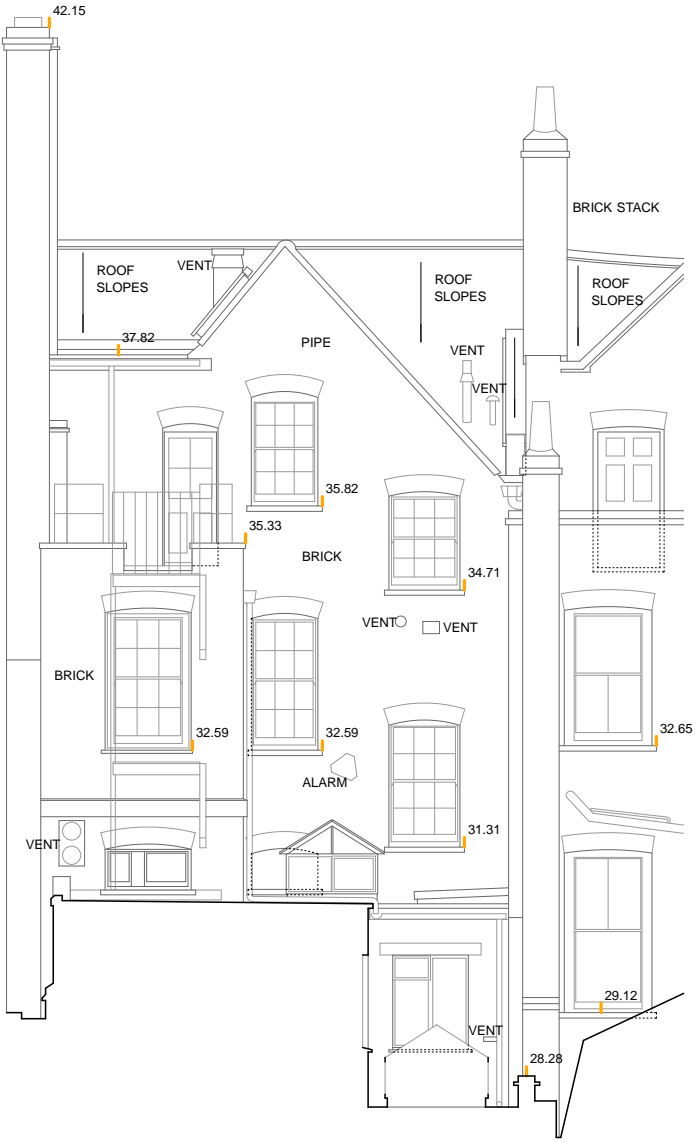 42.15
BRICK STACK
ROOF
SLOPES
VENT
ROOF
SLOPES
ROOF
SLOPES
37.82
PIPE
VENT
VENT
35.82
35.33
BRICK
34.71
VENT
VENT
BRICK
32.59
32.59
32.65
ALARM
31.31
VENT
29.12
VENT
28.28